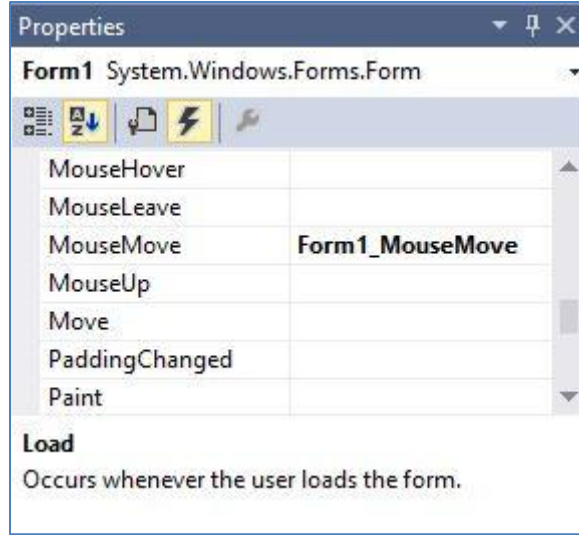 Properties
Form1 System.Windows.Forms.Form
MouseHover
MouseLeave
MouseMove Form1_MouseMove
MouseUp
Move
PaddingChanged
Paint
Load
Occurs whenever the user loads the form.